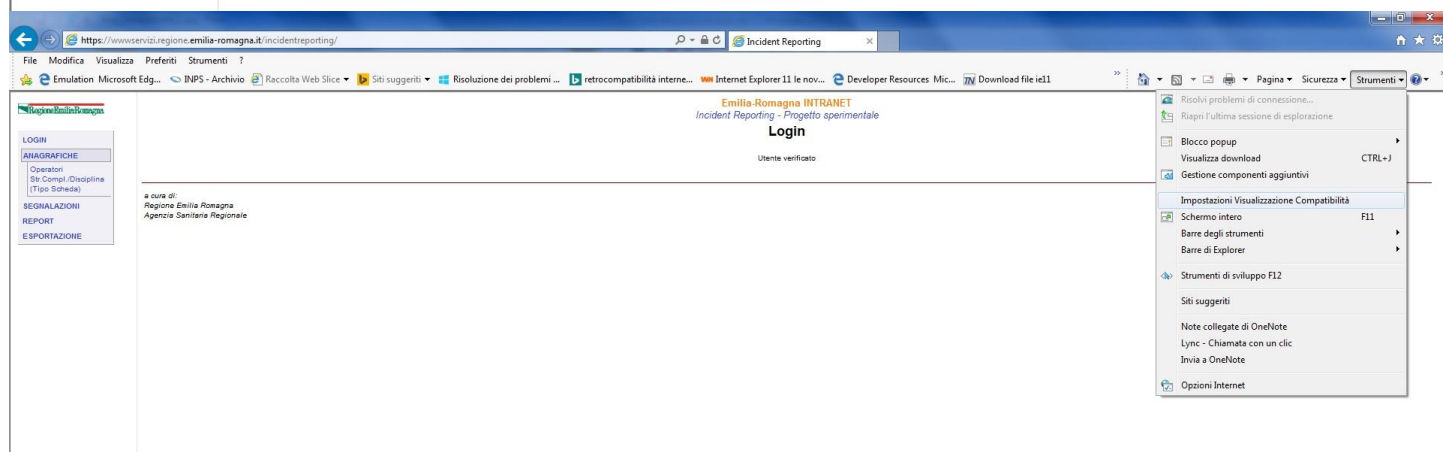 https://wwwservizi.regione.emilia-romagna.it/incidentreporting/
Incident Reporting
File Modifica Visualizza Preferiti Strumenti ?
Emulation Microsoft Edg... INPS - Archivio Raccolta Web Slice Siti suggeriti Risoluzione dei problemi ... retrocompatibilità interne... Internet Explorer 11 le nov... Developer Resources Mic... Download file ie11 » Pagina Sicurezza Strumenti
RegioneEmiliaRomagna
LOGIN
ANAGRAFICHE
Operatori
Str.Compl./Disciplina
(Tipo Scheda)
SEGNALAZIONI
REPORT
ESPORTAZIONE
Emilia-Romagna INTRANET
Incident Reporting - Progetto sperimentale
Login
Utente verificato
a cura di:
Regione Emilia Romagna
Agenzia Sanitaria Regionale
Risolvi problemi di connessione...
Riapri l'ultima sessione di esplorazione
Blocco popup
Visualizza download CTRL+J
Gestione componenti aggiuntivi
Impostazioni Visualizzazione Compatibilità
Schermo intero F11
Barre degli strumenti
Barre di Explorer
Strumenti di sviluppo F12
Siti suggeriti
Note collegate di OneNote
Lync - Chiamata con un clic
Invia a OneNote
Opzioni Internet